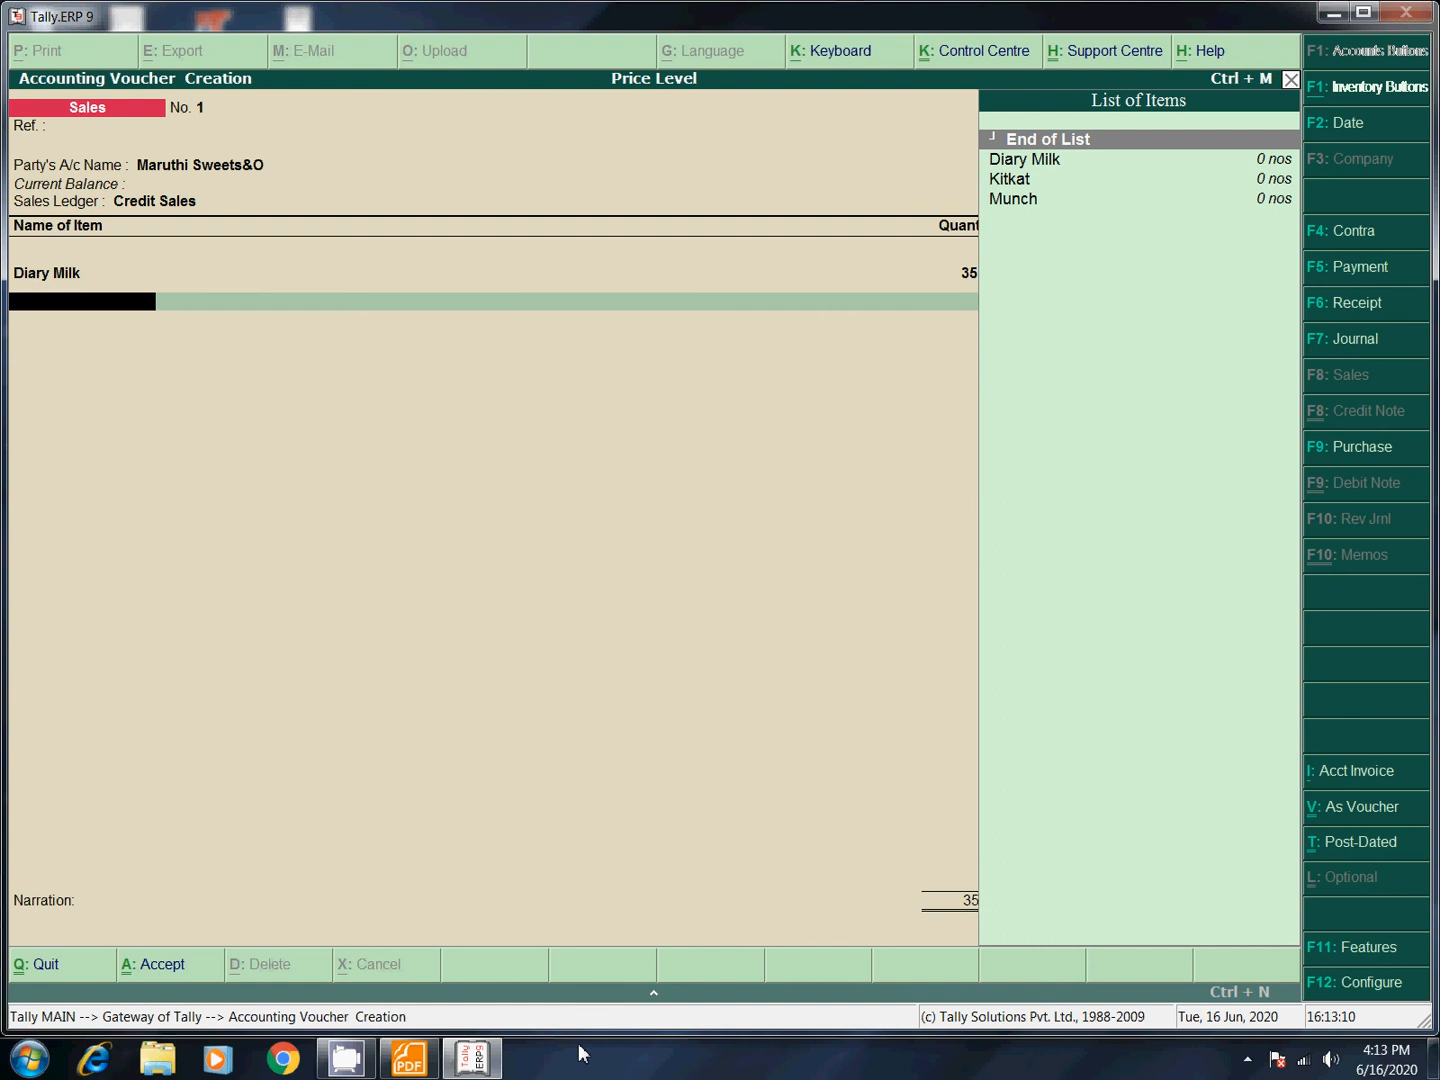 Tally.ERP 9
P: Print
E: Export
M: E-Mail
O: Upload
G: Language
K: Keyboard
K: Control Centre
H: Support Centre
H: Help
Accounting Voucher Creation
Price Level
Ctrl + M
Sales
No. 1
Ref. :
Party's A/c Name : Maruthi Sweets&O
Current Balance :
Sales Ledger : Credit Sales
Name of Item
Quant
Diary Milk
35
Narration:
35
List of Items
End of List
Diary Milk 0 nos
Kitkat 0 nos
Munch 0 nos
F1: Accounts Buttons
F1: Inventory Buttons
F2: Date
F3: Company
F4: Contra
F5: Payment
F6: Receipt
F7: Journal
F8: Sales
F8: Credit Note
F9: Purchase
F9: Debit Note
F10: Rev Jrnl
F10: Memos
I: Acct Invoice
V: As Voucher
T: Post-Dated
L: Optional
F11: Features
F12: Configure
Q: Quit
A: Accept
D: Delete
X: Cancel
Ctrl + N
Tally MAIN --> Gateway of Tally --> Accounting Voucher Creation
(c) Tally Solutions Pvt. Ltd., 1988-2009
Tue, 16 Jun, 2020
16:13:10
PDF
Tally
ERP9
4:13 PM
6/16/2020